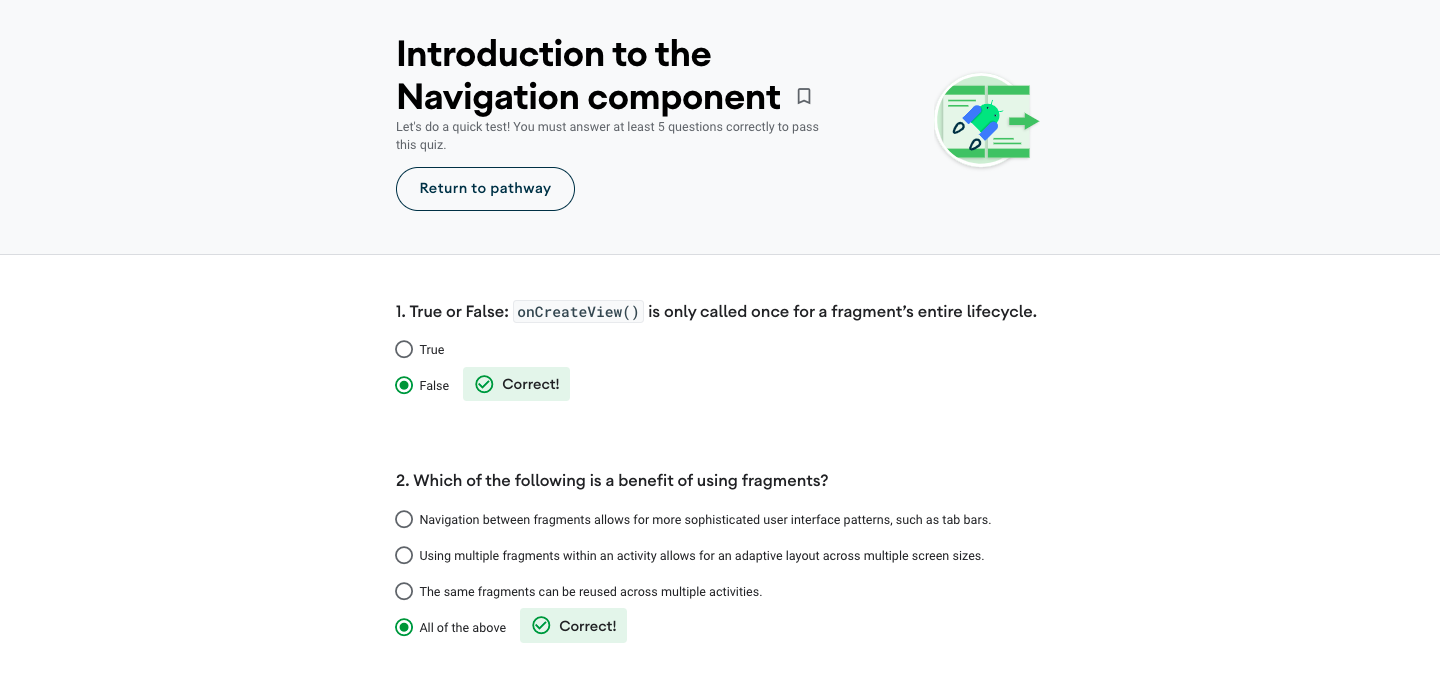 Introduction to the
Navigation component
Let's do a quick test! You must answer at least 5 questions correctly to pass
this quiz.
Return to pathway
1. True or False: onCreateView() is only called once for a fragment’s entire lifecycle.
True
False Correct!
2. Which of the following is a benefit of using fragments?
Navigation between fragments allows for more sophisticated user interface patterns, such as tab bars.
Using multiple fragments within an activity allows for an adaptive layout across multiple screen sizes.
The same fragments can be reused across multiple activities.
All of the above Correct!